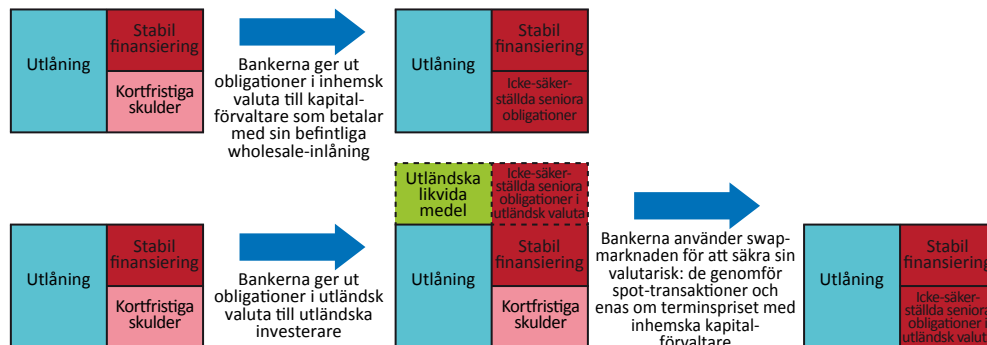 Utlåning
Stabil
finansiering
Kortfristiga
skulder
Bankerna ger ut
obligationer i inhemsk
valuta till kapital-
förvaltare som betalar
med sin befintliga
wholesale-inlåning
Utlåning
Stabil
finansiering
Icke-säker-
ställda seniora
obligationer
Utlåning
Stabil
finansiering
Kortfristiga
skulder
Bankerna ger ut
obligationer i utländsk
valuta till utländska
investerare
Utländska
likvida
medel
Icke-säker-
ställda seniora
obligationer i
utländsk valuta
Utlåning
Stabil
finansiering
Kortfristiga
skulder
Bankerna använder swap-
marknaden för att säkra sin
valutarisk: de genomför
spot-transaktioner och
enas om terminspriset med
inhemska kapital-
förvaltare
Utlåning
Stabil
finansiering
Icke-säker-
ställda seniora
obligationer i
utländsk valuta